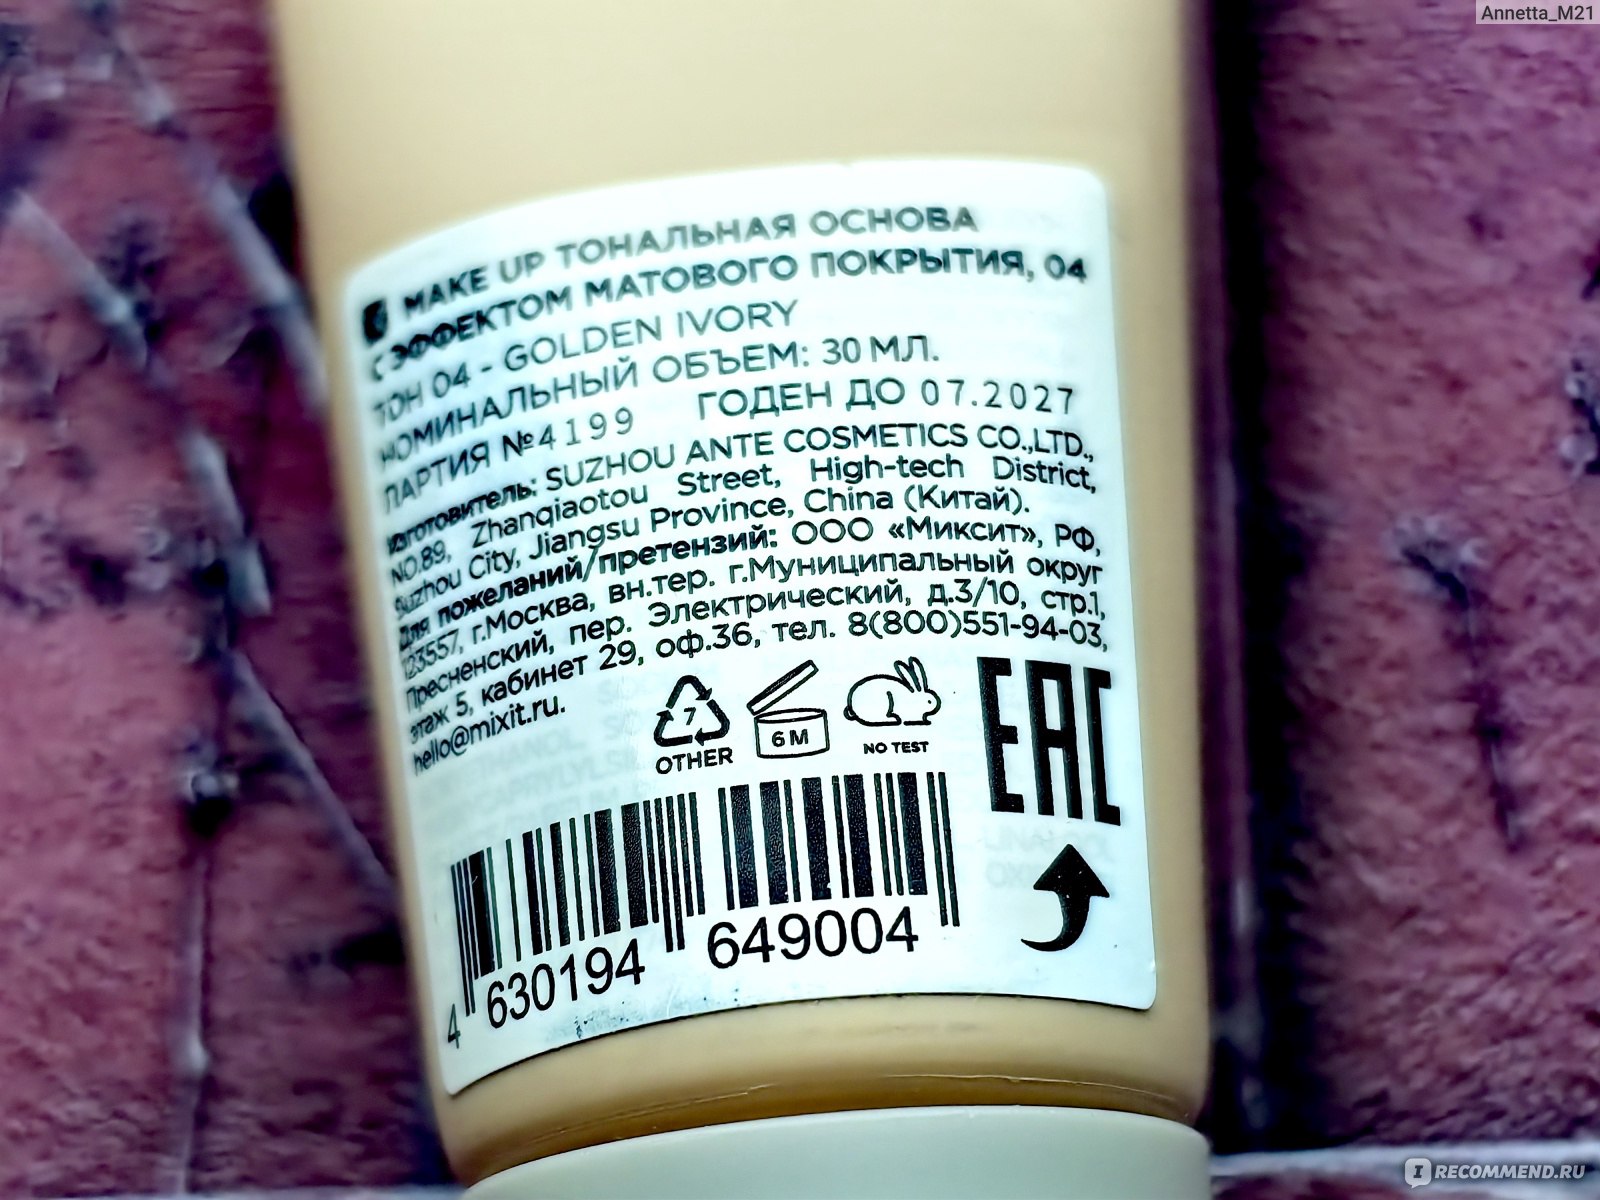 Annetta_M21
MAKE UP ТОНАЛЬНАЯ ОСНОВА
С ЭФФЕКТОМ МАТОВОГО ПОКРЫТИЯ, 04
ТОН 04 - GOLDEN IVORY
НОМИНАЛЬНЫЙ ОБЪЕМ: 30 МЛ.
ПАРТИЯ №4199 ГОДЕН ДО 07.2027
Изготовитель: SUZHOU ANTE COSMETICS CO.,LTD.,
NO.89, Zhanqiaotou Street, High-tech District,
Suzhou City, Jiangsu Province, China (Китай).
Для пожеланий/претензий: ООО «Миксит», РФ,
123557, г.Москва, вн.тер. г.Муниципальный округ
Пресненский, пер. Электрический, д.3/10, стр.1,
этаж 5, кабинет 29, оф.36, тел. 8(800)551-94-03,
hello@mixit.ru.
7
OTHER
6 M
NO TEST
EAC
4 630194 649004
I RECOMMEND.RU